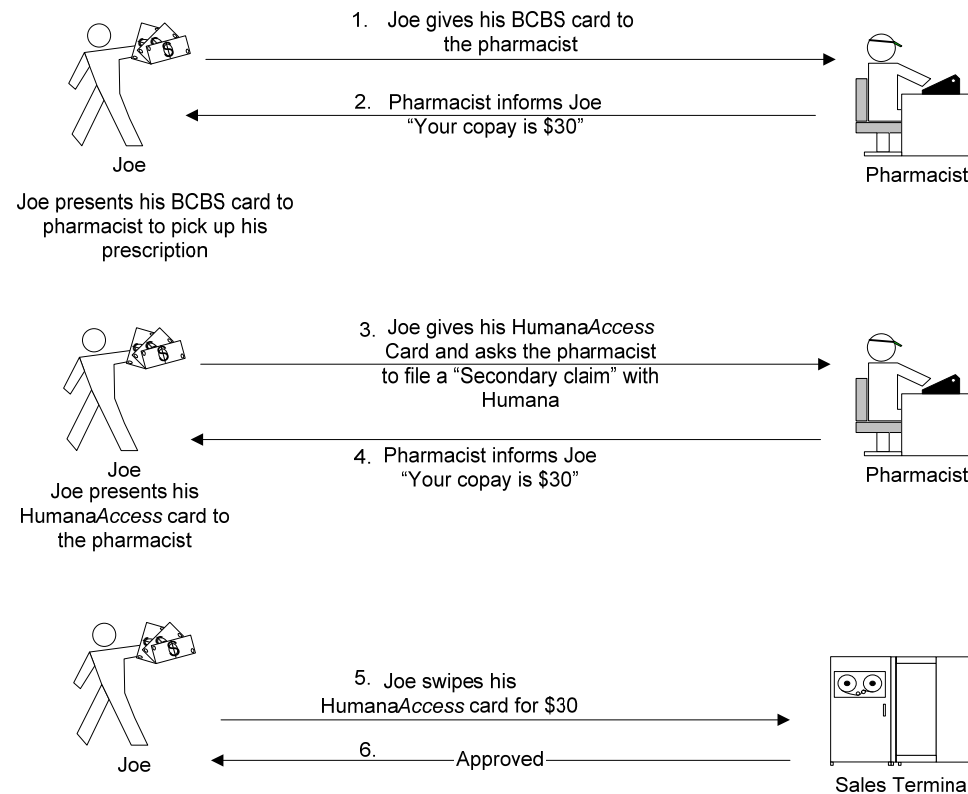 1. Joe gives his BCBS card to
the pharmacist
2. Pharmacist informs Joe
“Your copay is $30”
Joe
Pharmacist
Joe presents his BCBS card to
pharmacist to pick up his
prescription
3. Joe gives his HumanaAccess
Card and asks the pharmacist
to file a “Secondary claim” with
Humana
4. Pharmacist informs Joe
“Your copay is $30”
Joe
Pharmacist
Joe presents his
HumanaAccess card to
the pharmacist
5. Joe swipes his
HumanaAccess card for $30
6. Approved
Joe
Sales Termina